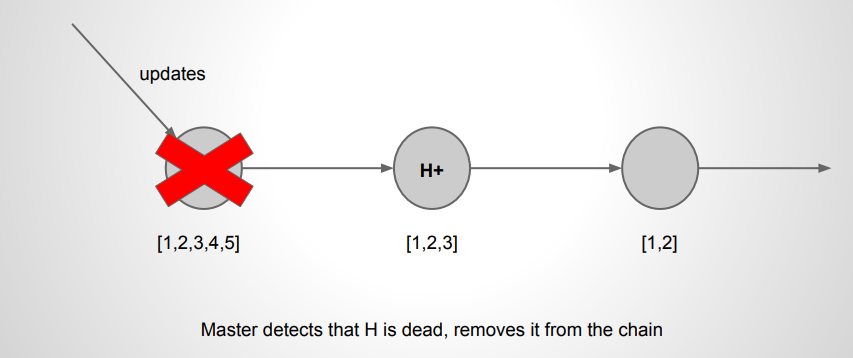 updates
H+
[1,2,3,4,5]
[1,2,3]
[1,2]
Master detects that H is dead, removes it from the chain